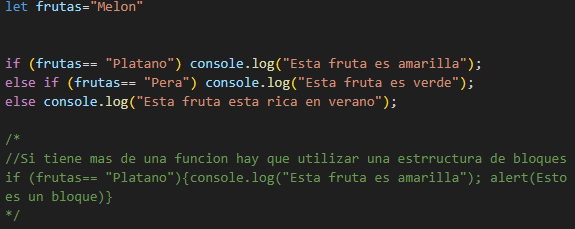 let frutas="Melon"
if (frutas== "Platano") console.log("Esta fruta es amarilla");
else if (frutas== "Pera") console.log("Esta fruta es verde");
else console.log("Esta fruta esta rica en verano");
/*
//Si tiene mas de una funcion hay que utilizar una estrructura de bloques
if (frutas== "Platano"){console.log("Esta fruta es amarilla"); alert(Esto
es un bloque)}
*/